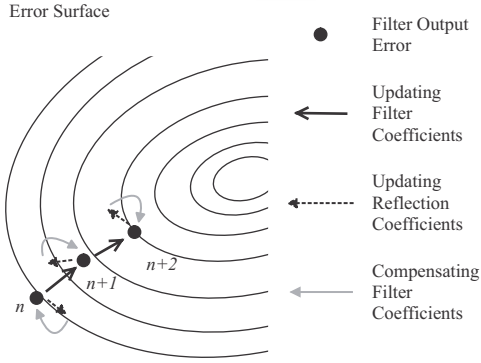 Error Surface
Filter Output
Error
Updating
Filter
Coefficients
Updating
Reflection
Coefficients
Compensating
Filter
Coefficients
n+2
n+1
n